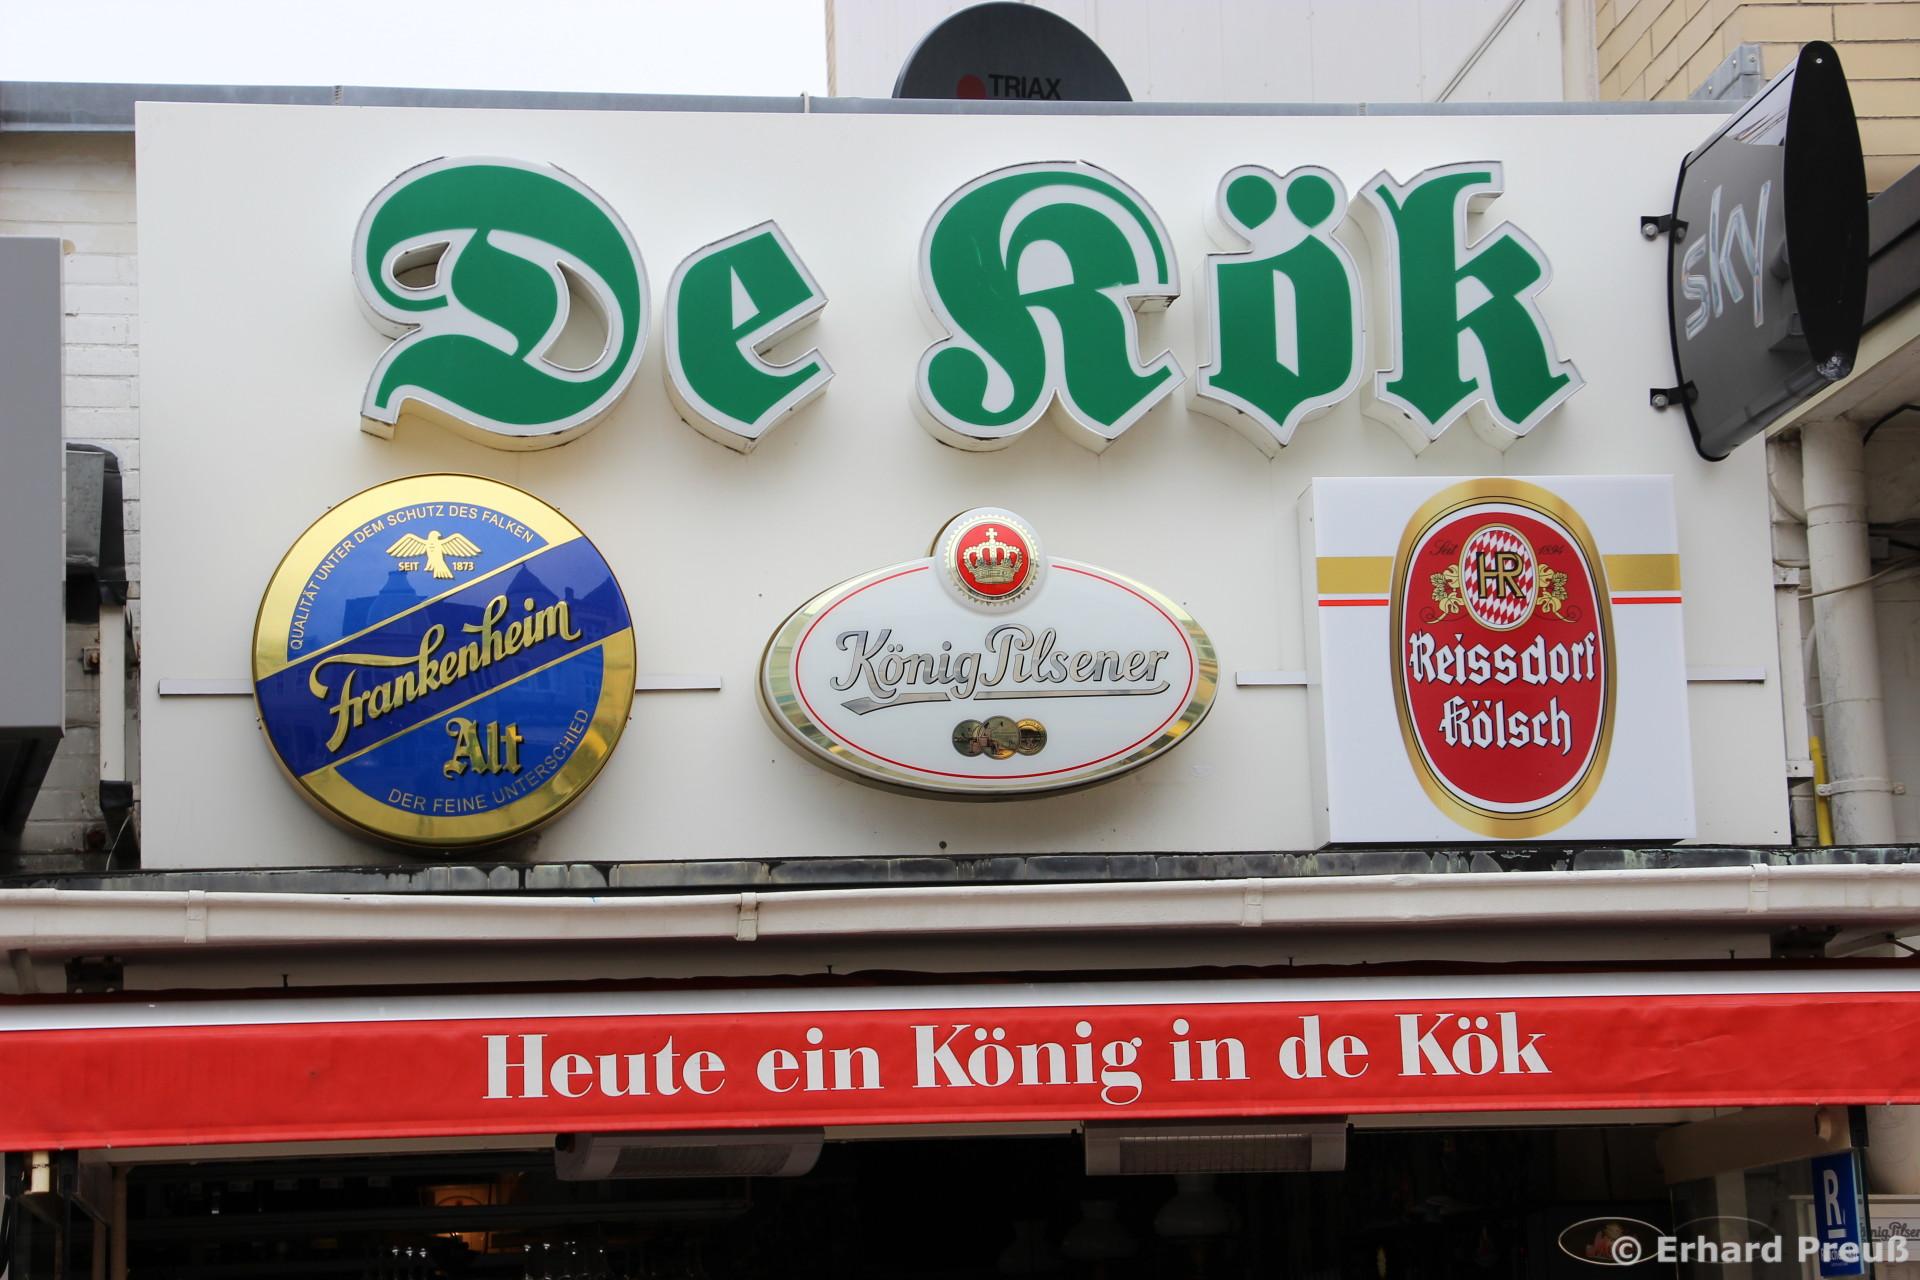 TRIAX
De Kök
sky
QUALITÄT UNTER DEM SCHUTZ DES FALKEN
SEIT 1873
Frankenheim
Alt
DER FEINE UNTERSCHIED
König Pilsener
Seit 1894
HR
Reissdorf
Kölsch
Heute ein König in de Kök
R
© Erhard Preuß